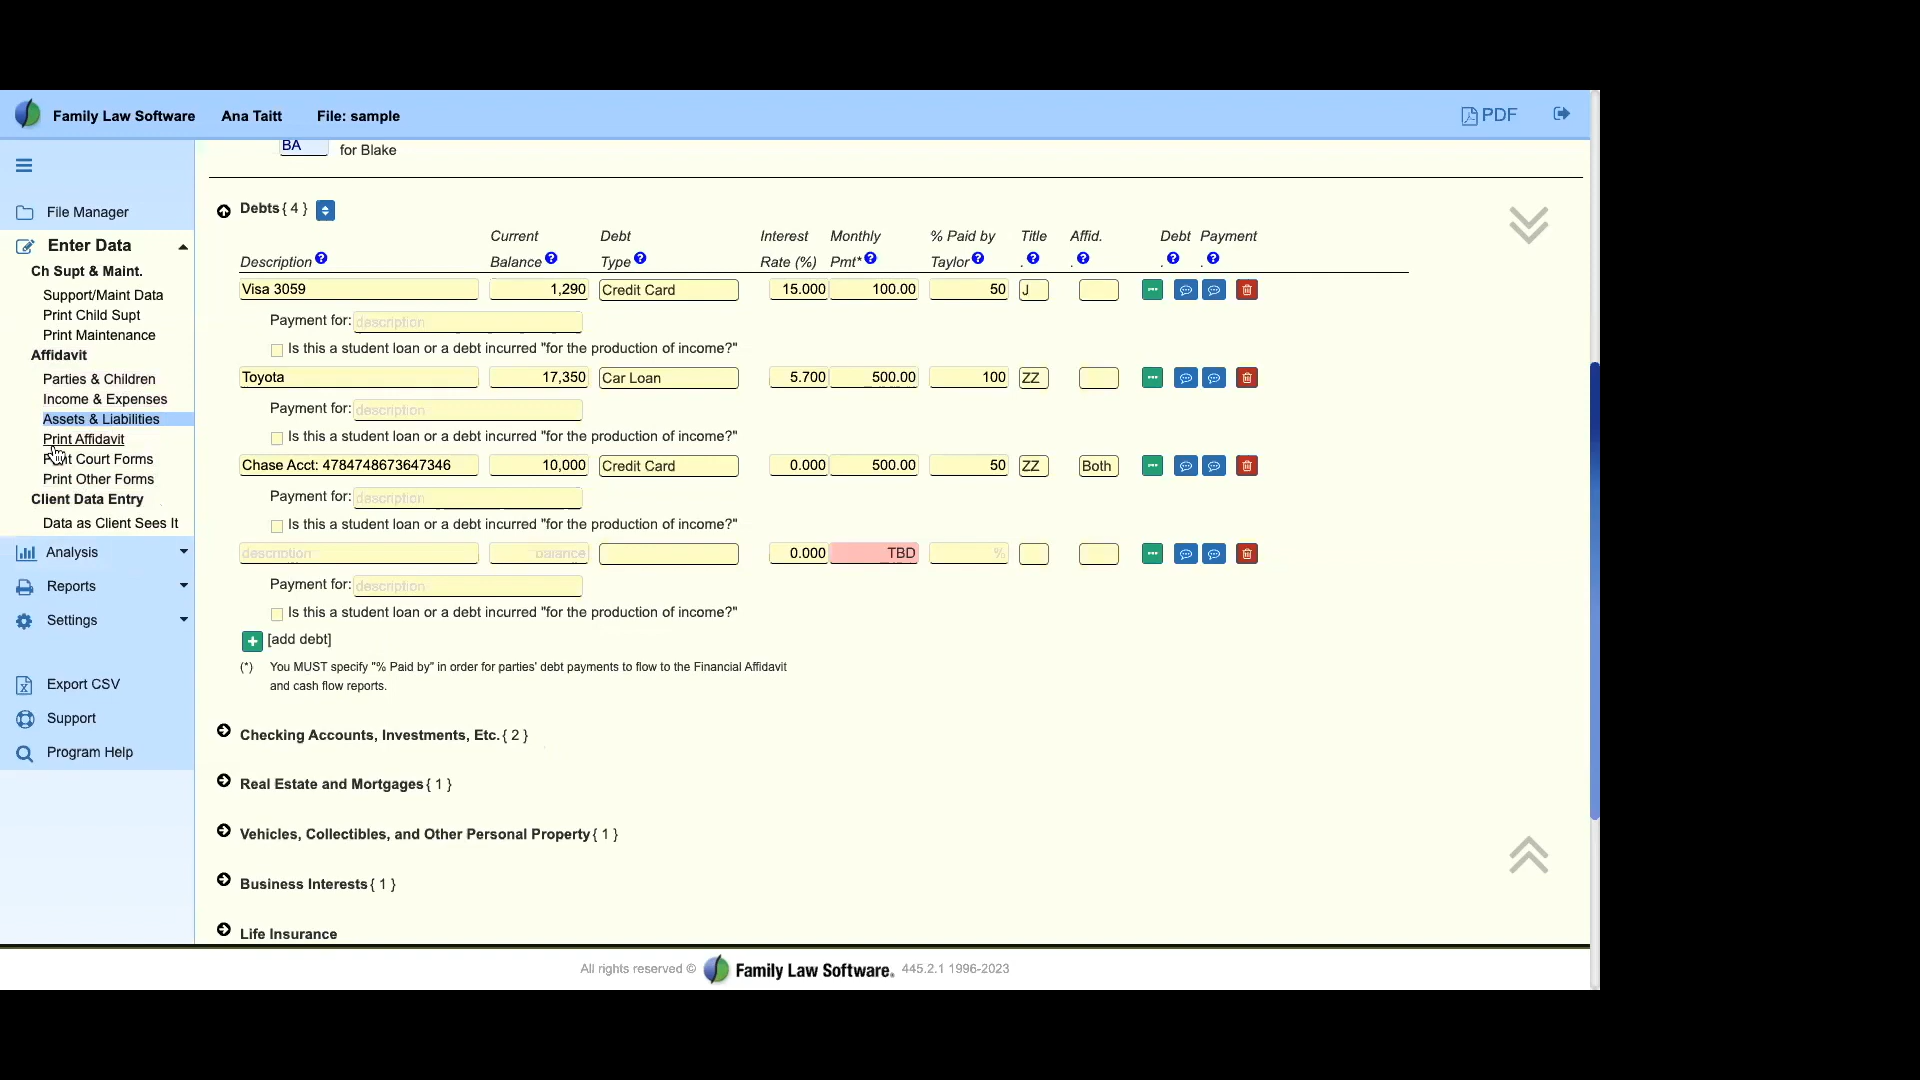 Family Law Software Ana Taitt File: sample PDF
BA for Blake
File Manager
Enter Data
Ch Supt & Maint.
Support/Maint Data
Print Child Supt
Print Maintenance
Affidavit
Parties & Children
Income & Expenses
Assets & Liabilities
Print Affidavit
Print Court Forms
Print Other Forms
Client Data Entry
Data as Client Sees It
Analysis
Reports
Settings
Export CSV
Support
Program Help
Debts { 4 }
Current Debt Interest Monthly % Paid by Title Affid. Debt Payment
Description ? Balance ? Type ? Rate (%) Pmt* ? Taylor ? . ? . ? . ? . ?
Visa 3059 1,290 Credit Card 15.000 100.00 50 J
Payment for: description
Is this a student loan or a debt incurred "for the production of income?"
Toyota 17,350 Car Loan 5.700 500.00 100 ZZ
Payment for: description
Is this a student loan or a debt incurred "for the production of income?"
Chase Acct: 4784748673647346 10,000 Credit Card 0.000 500.00 50 ZZ Both
Payment for: description
Is this a student loan or a debt incurred "for the production of income?"
description balance 0.000 TBD %
Payment for: description
Is this a student loan or a debt incurred "for the production of income?"
+ [add debt]
(*) You MUST specify "% Paid by" in order for parties' debt payments to flow to the Financial Affidavit
and cash flow reports.
Checking Accounts, Investments, Etc. { 2 }
Real Estate and Mortgages { 1 }
Vehicles, Collectibles, and Other Personal Property { 1 }
Business Interests { 1 }
Life Insurance
All rights reserved © Family Law Software. 445.2.1 1996-2023